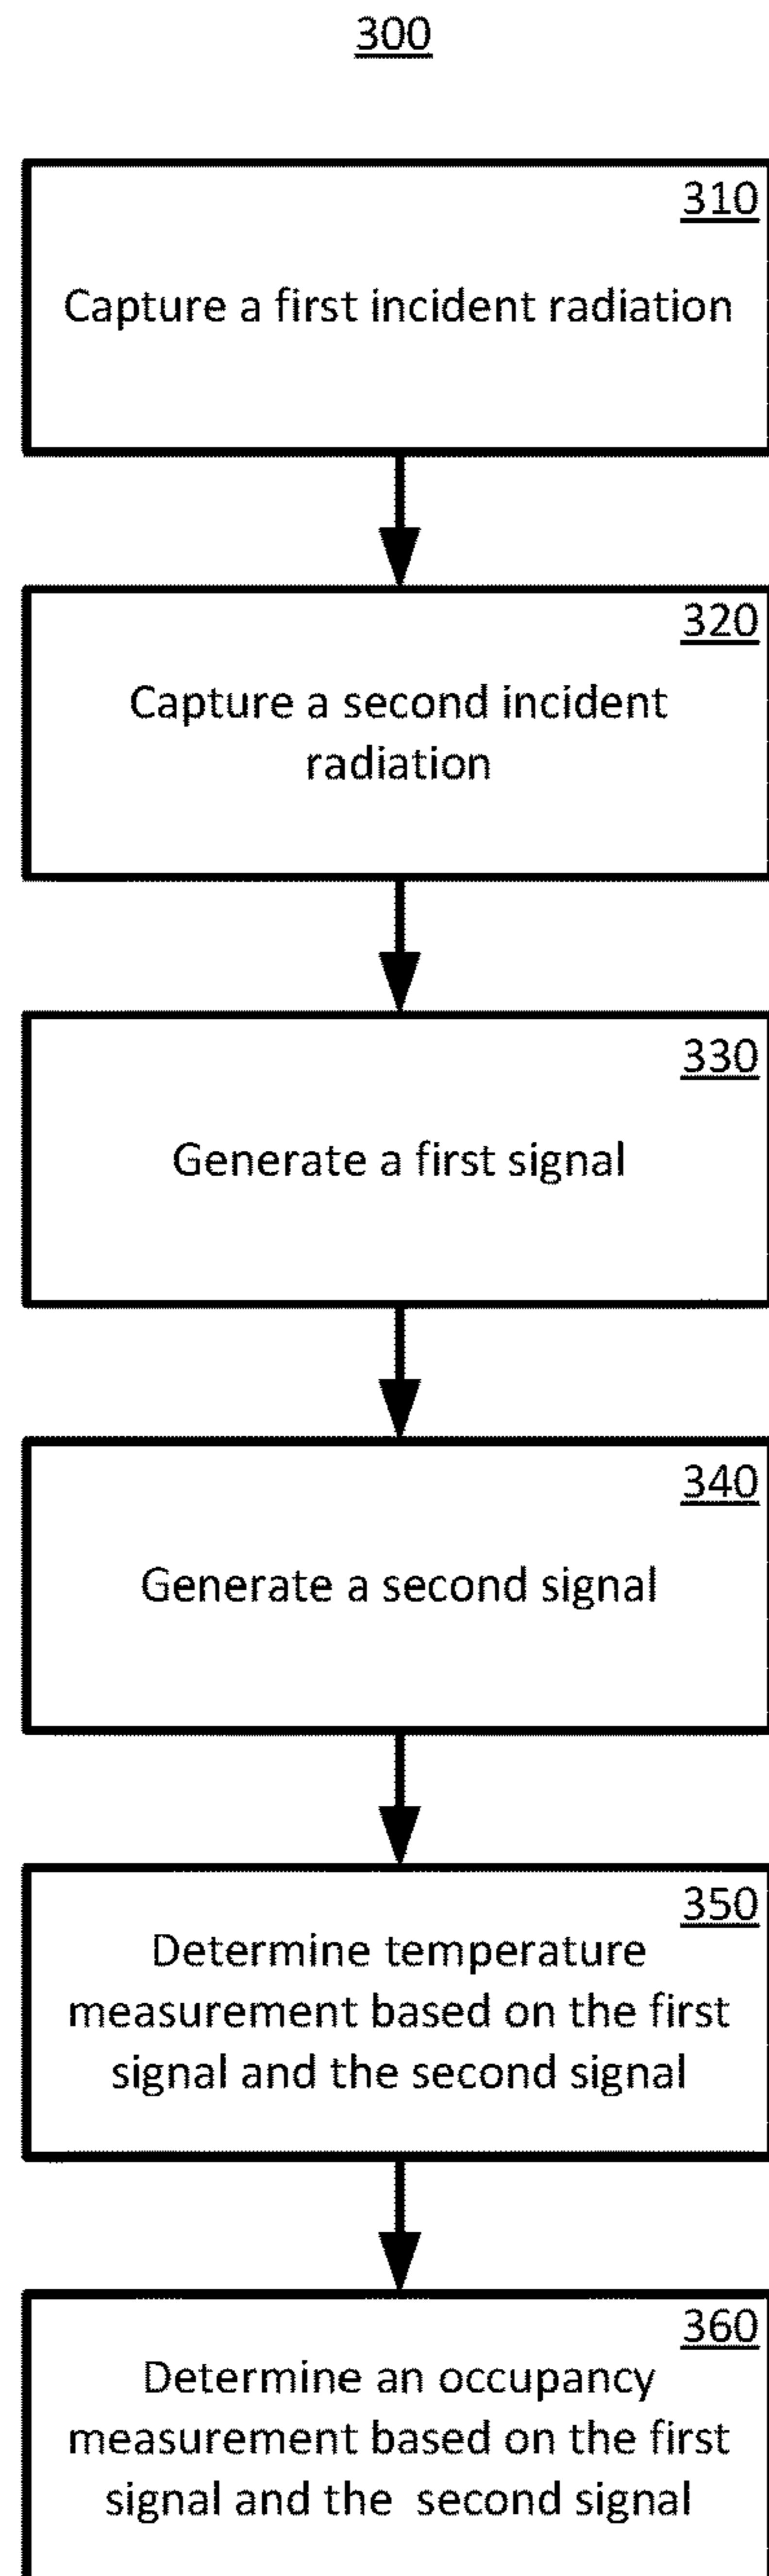 300
310
Capture a first incident radiation
320
Capture a second incident
radiation
330
Generate a first signal
340
Generate a second signal
350
Determine temperature
measurement based on the first
signal and the second signal
360
Determine an occupancy
measurement based on the first
signal and the  second signal